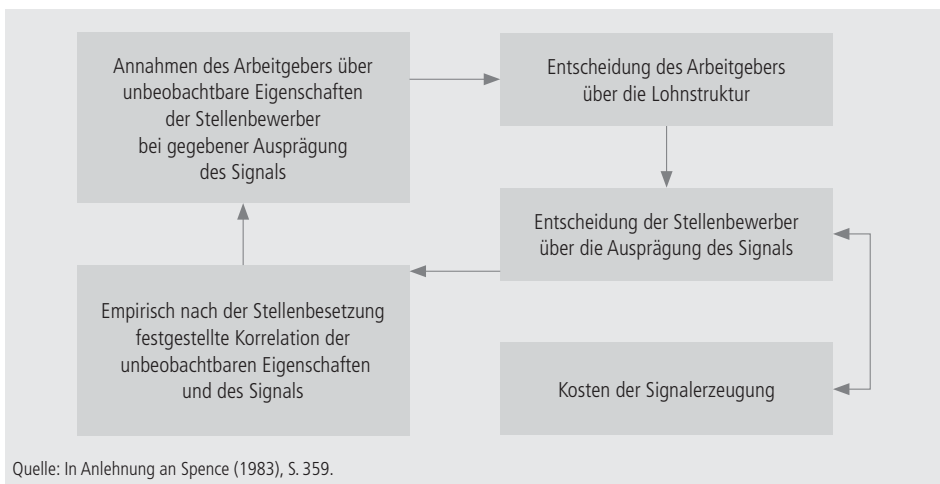 Annahmen des Arbeitgebers über
unbeobachtbare Eigenschaften
der Stellenbewerber
bei gegebener Ausprägung
des Signals
Entscheidung des Arbeitgebers
über die Lohnstruktur
Entscheidung der Stellenbewerber
über die Ausprägung des Signals
Empirisch nach der Stellenbesetzung
festgestellte Korrelation der
unbeobachtbaren Eigenschaften
und des Signals
Kosten der Signalerzeugung
Quelle: In Anlehnung an Spence (1983), S. 359.